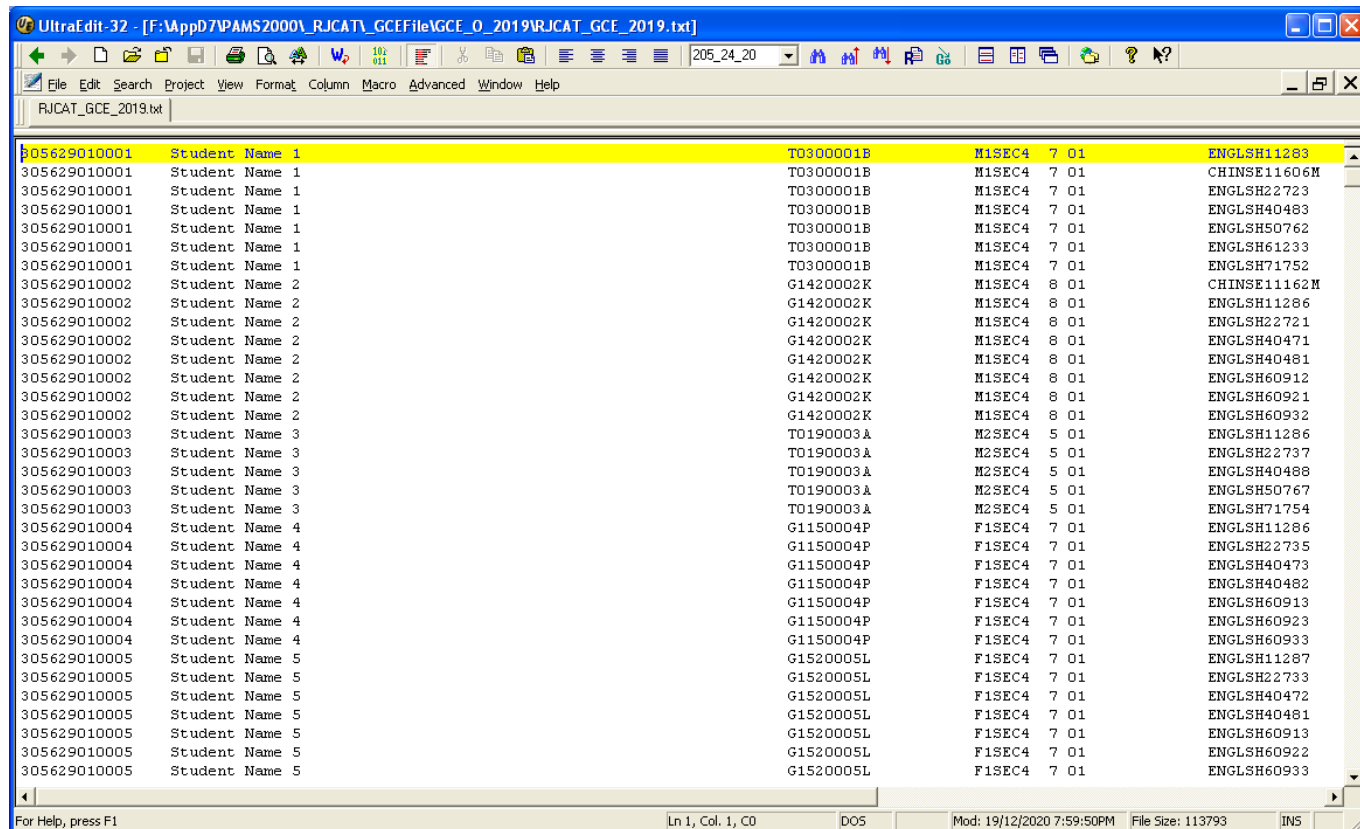 UltraEdit-32 - [F:\AppD7\PAMS2000\_RJCAT\_GCEFile\GCE_O_2019\RJCAT_GCE_2019.txt]
205_24_20
File Edit Search Project View Format Column Macro Advanced Window Help
RJCAT_GCE_2019.txt
305629010001 Student Name 1 T0300001B M1SEC4 7 01 ENGLSH11283
305629010001 Student Name 1 T0300001B M1SEC4 7 01 CHINSE11606M
305629010001 Student Name 1 T0300001B M1SEC4 7 01 ENGLSH22723
305629010001 Student Name 1 T0300001B M1SEC4 7 01 ENGLSH40483
305629010001 Student Name 1 T0300001B M1SEC4 7 01 ENGLSH50762
305629010001 Student Name 1 T0300001B M1SEC4 7 01 ENGLSH61233
305629010001 Student Name 1 T0300001B M1SEC4 7 01 ENGLSH71752
305629010002 Student Name 2 G1420002K M1SEC4 8 01 CHINSE11162M
305629010002 Student Name 2 G1420002K M1SEC4 8 01 ENGLSH11286
305629010002 Student Name 2 G1420002K M1SEC4 8 01 ENGLSH22721
305629010002 Student Name 2 G1420002K M1SEC4 8 01 ENGLSH40471
305629010002 Student Name 2 G1420002K M1SEC4 8 01 ENGLSH40481
305629010002 Student Name 2 G1420002K M1SEC4 8 01 ENGLSH60912
305629010002 Student Name 2 G1420002K M1SEC4 8 01 ENGLSH60921
305629010002 Student Name 2 G1420002K M1SEC4 8 01 ENGLSH60932
305629010003 Student Name 3 T0190003A M2SEC4 5 01 ENGLSH11286
305629010003 Student Name 3 T0190003A M2SEC4 5 01 ENGLSH22737
305629010003 Student Name 3 T0190003A M2SEC4 5 01 ENGLSH40488
305629010003 Student Name 3 T0190003A M2SEC4 5 01 ENGLSH50767
305629010003 Student Name 3 T0190003A M2SEC4 5 01 ENGLSH71754
305629010004 Student Name 4 G1150004P F1SEC4 7 01 ENGLSH11286
305629010004 Student Name 4 G1150004P F1SEC4 7 01 ENGLSH22735
305629010004 Student Name 4 G1150004P F1SEC4 7 01 ENGLSH40473
305629010004 Student Name 4 G1150004P F1SEC4 7 01 ENGLSH40482
305629010004 Student Name 4 G1150004P F1SEC4 7 01 ENGLSH60913
305629010004 Student Name 4 G1150004P F1SEC4 7 01 ENGLSH60923
305629010004 Student Name 4 G1150004P F1SEC4 7 01 ENGLSH60933
305629010005 Student Name 5 G1520005L F1SEC4 7 01 ENGLSH11287
305629010005 Student Name 5 G1520005L F1SEC4 7 01 ENGLSH22733
305629010005 Student Name 5 G1520005L F1SEC4 7 01 ENGLSH40472
305629010005 Student Name 5 G1520005L F1SEC4 7 01 ENGLSH40481
305629010005 Student Name 5 G1520005L F1SEC4 7 01 ENGLSH60913
305629010005 Student Name 5 G1520005L F1SEC4 7 01 ENGLSH60922
305629010005 Student Name 5 G1520005L F1SEC4 7 01 ENGLSH60933
For Help, press F1 Ln 1, Col. 1, C0 DOS Mod: 19/12/2020 7:59:50PM File Size: 113793 INS